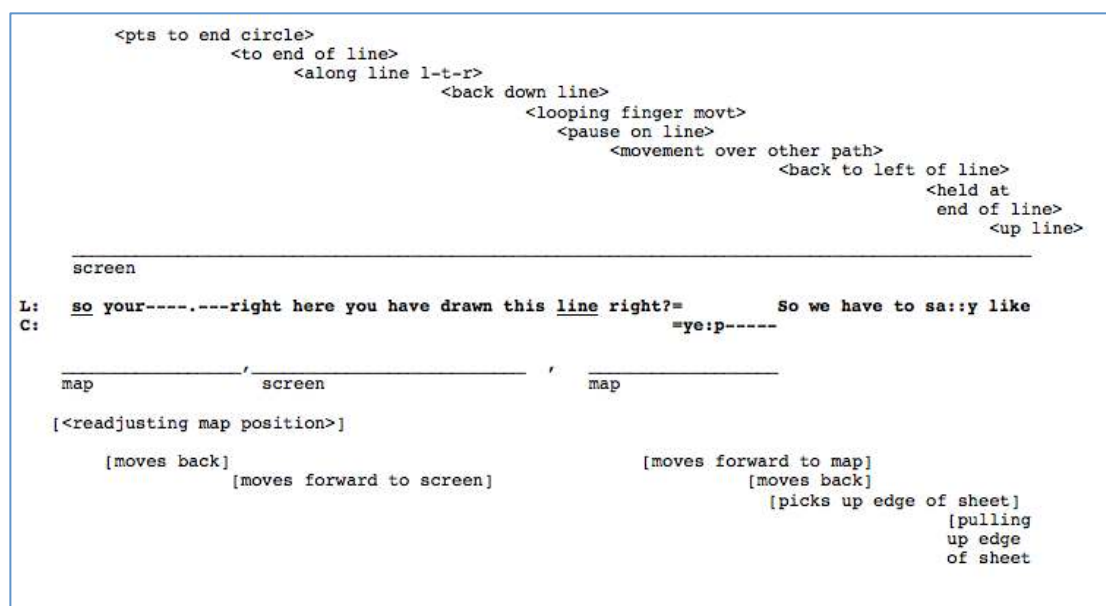 <pts to end circle>
<to end of line>
<along line l-t-r>
<back down line>
<looping finger movt>
<pause on line>
<movement over other path>
<back to left of line>
<held at
end of line>
<up line>
screen
L: so your----.---right here you have drawn this line right?= So we have to sa::y like
C: =ye:p-----
, ,
map screen map
[<readjusting map position>]
[moves back] [moves forward to map]
[moves forward to screen] [moves back]
[picks up edge of sheet]
[pulling
up edge
of sheet